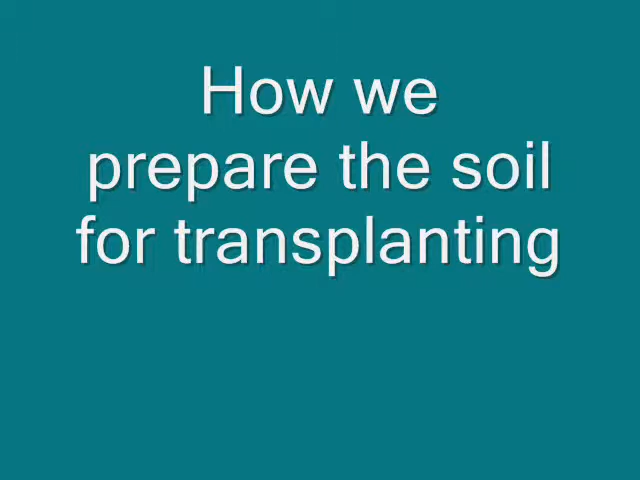 How we
prepare the soil
for transplanting